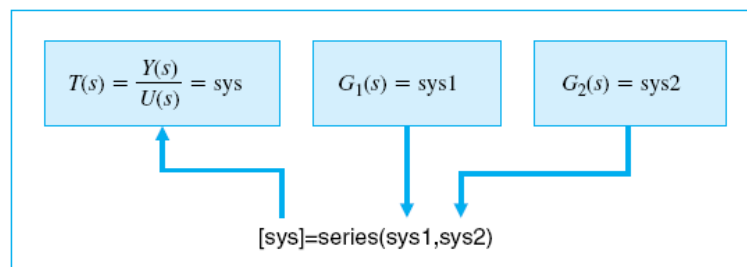 T(s) = Y(s)/U(s) = sys
G₁(s) = sys1
G₂(s) = sys2
[sys]=series(sys1,sys2)